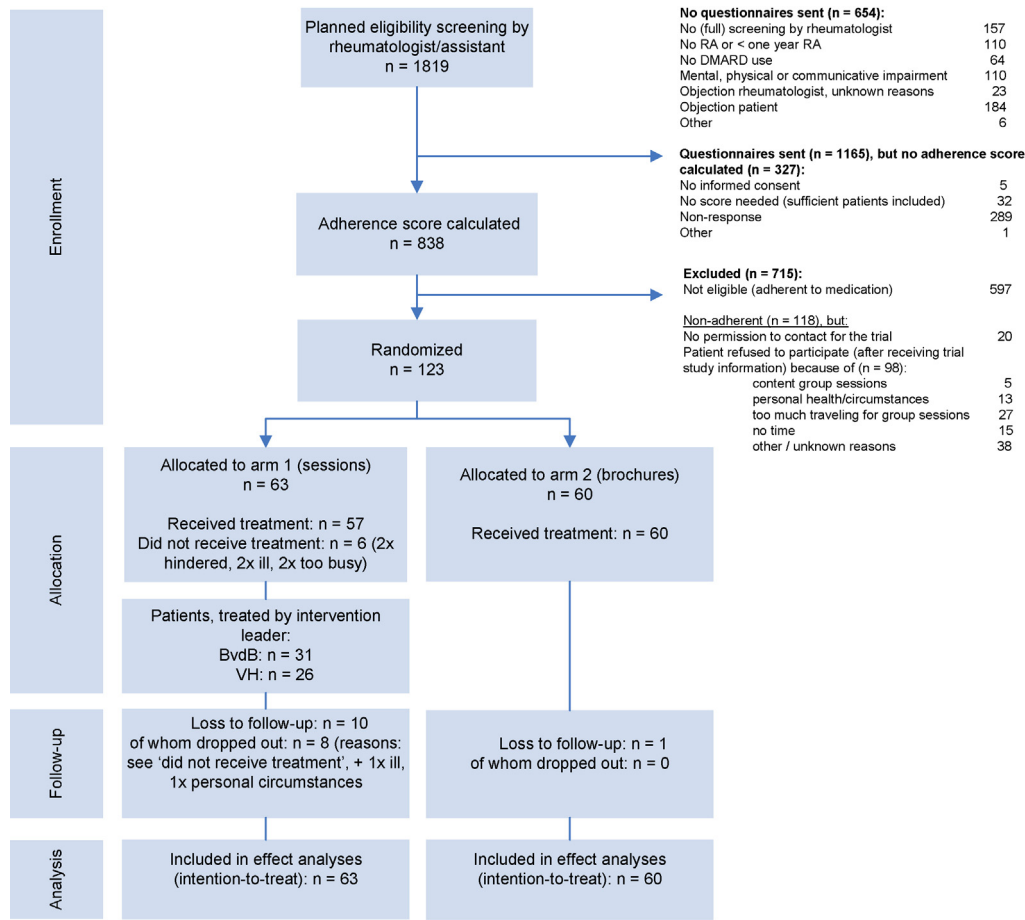 Planned eligibility screening by
rheumatologist/assistant
n = 1819
No questionnaires sent (n = 654):
No (full) screening by rheumatologist 157
No RA or < one year RA 110
No DMARD use 64
Mental, physical or communicative impairment 110
Objection rheumatologist, unknown reasons 23
Objection patient 184
Other 6
Questionnaires sent (n = 1165), but no adherence score
calculated (n = 327):
No informed consent 5
No score needed (sufficient patients included) 32
Non-response 289
Other 1
Enrollment
Adherence score calculated
n = 838
Excluded (n = 715):
Not eligible (adherent to medication) 597
Non-adherent (n = 118), but:
No permission to contact for the trial 20
Patient refused to participate (after receiving trial
study information) because of (n = 98):
content group sessions 5
personal health/circumstances 13
too much traveling for group sessions 27
no time 15
other / unknown reasons 38
Randomized
n = 123
Allocation
Allocated to arm 1 (sessions)
n = 63
Received treatment: n = 57
Did not receive treatment: n = 6 (2x
hindered, 2x ill, 2x too busy)
Allocated to arm 2 (brochures)
n = 60
Received treatment: n = 60
Patients, treated by intervention
leader:
BvdB: n = 31
VH: n = 26
Follow-up
Loss to follow-up: n = 10
of whom dropped out: n = 8 (reasons:
see ‘did not receive treatment’, + 1x ill,
1x personal circumstances
Loss to follow-up: n = 1
of whom dropped out: n = 0
Analysis
Included in effect analyses
(intention-to-treat): n = 63
Included in effect analyses
(intention-to-treat): n = 60